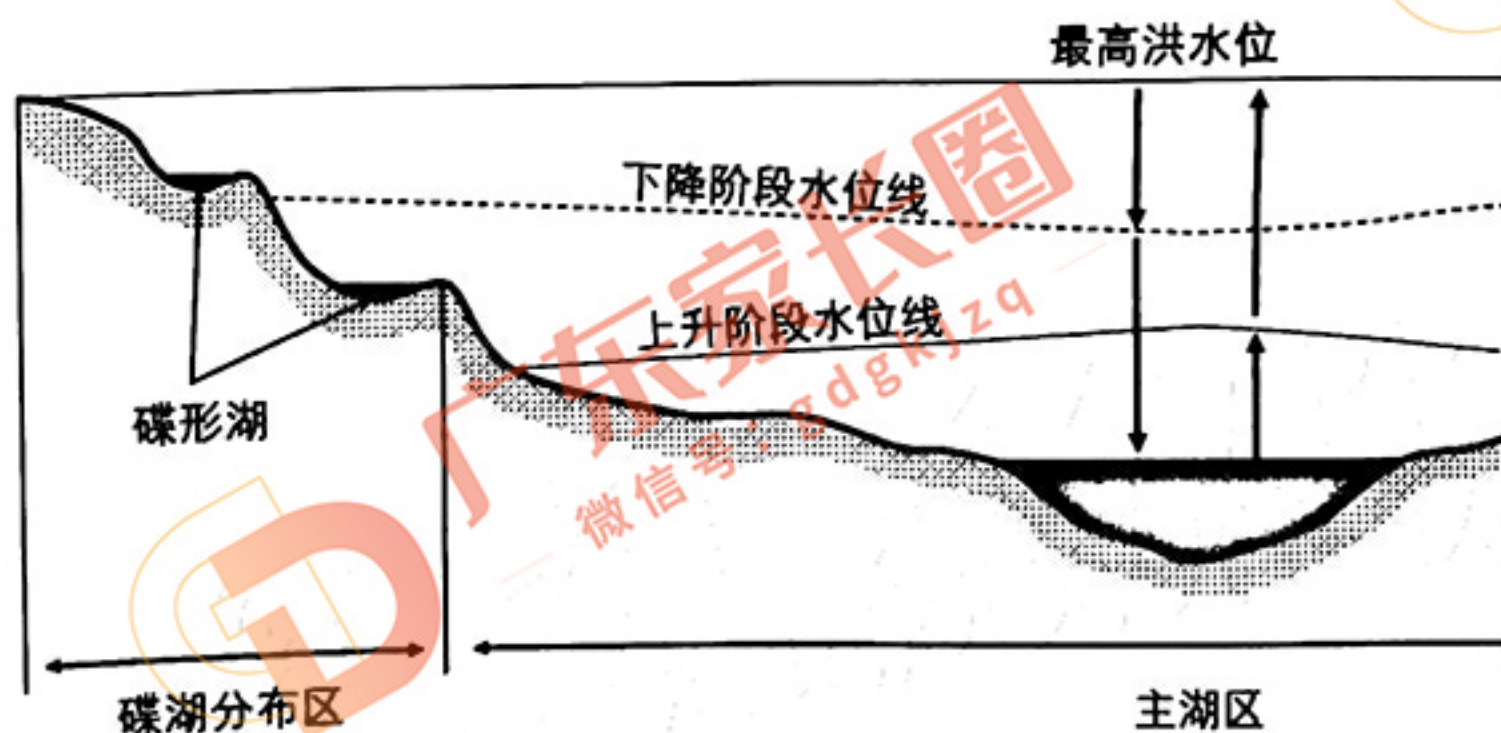 最高洪水位
下降阶段水位线
上升阶段水位线
碟形湖
碟湖分布区
主湖区
广东家长圈
微信号：gdgkjzq